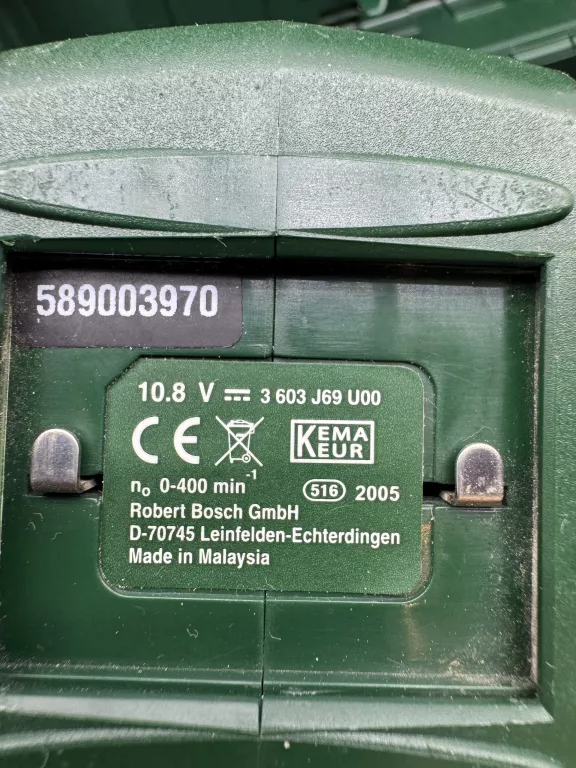 589003970
10.8 V ⎓ 3 603 J69 U00
CE KEMA
KEUR
n₀ 0-400 min⁻¹ 516 2005
Robert Bosch GmbH
D-70745 Leinfelden-Echterdingen
Made in Malaysia